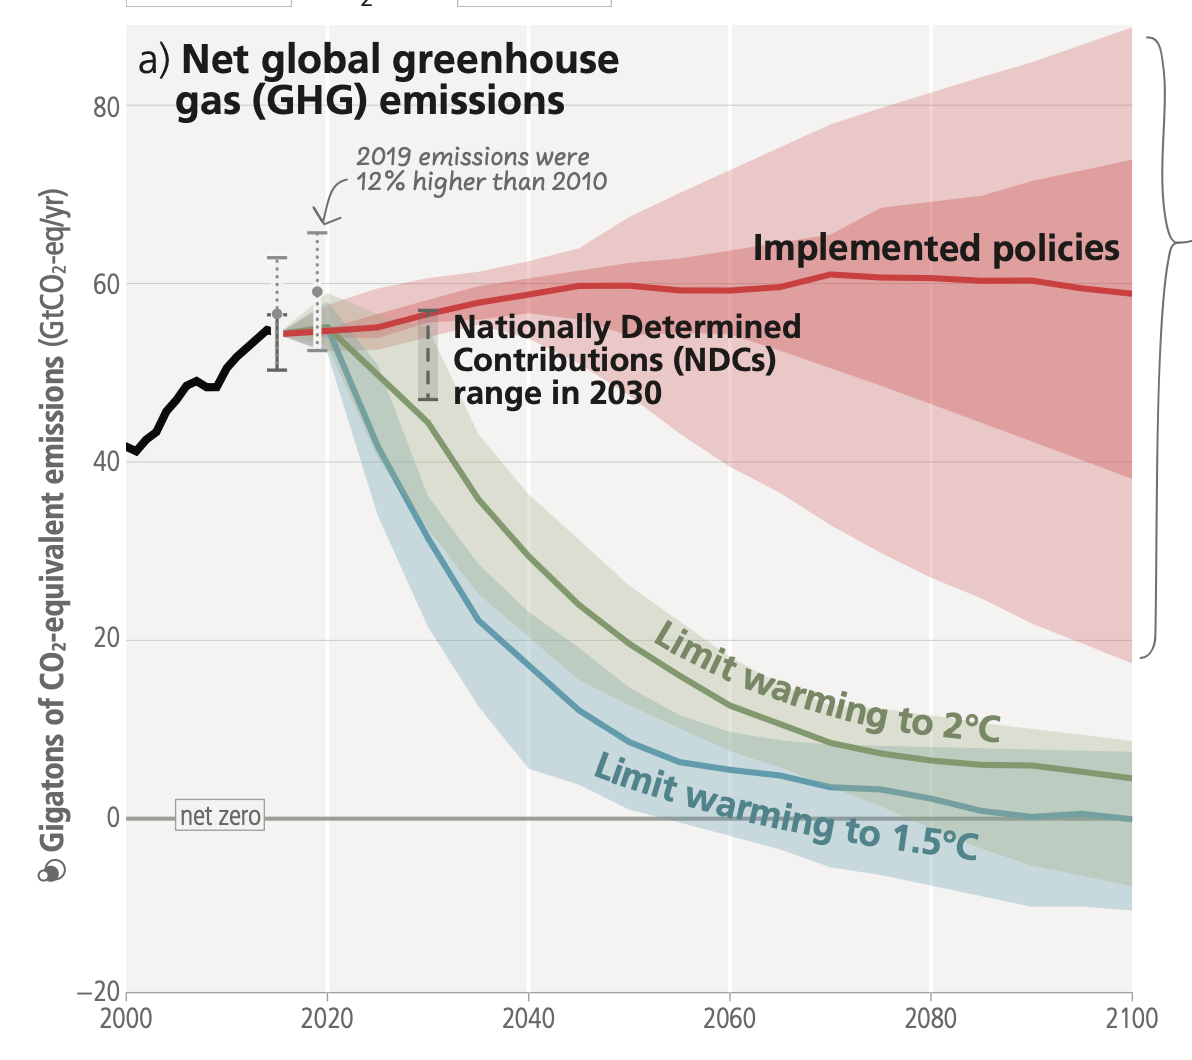 2
a) Net global greenhouse
gas (GHG) emissions
2019 emissions were
12% higher than 2010
Gigatons of CO₂-equivalent emissions (GtCO₂-eq/yr)
80
60
40
20
0
−20
Implemented policies
Nationally Determined
Contributions (NDCs)
range in 2030
Limit warming to 2°C
Limit warming to 1.5°C
net zero
2000 2020 2040 2060 2080 2100